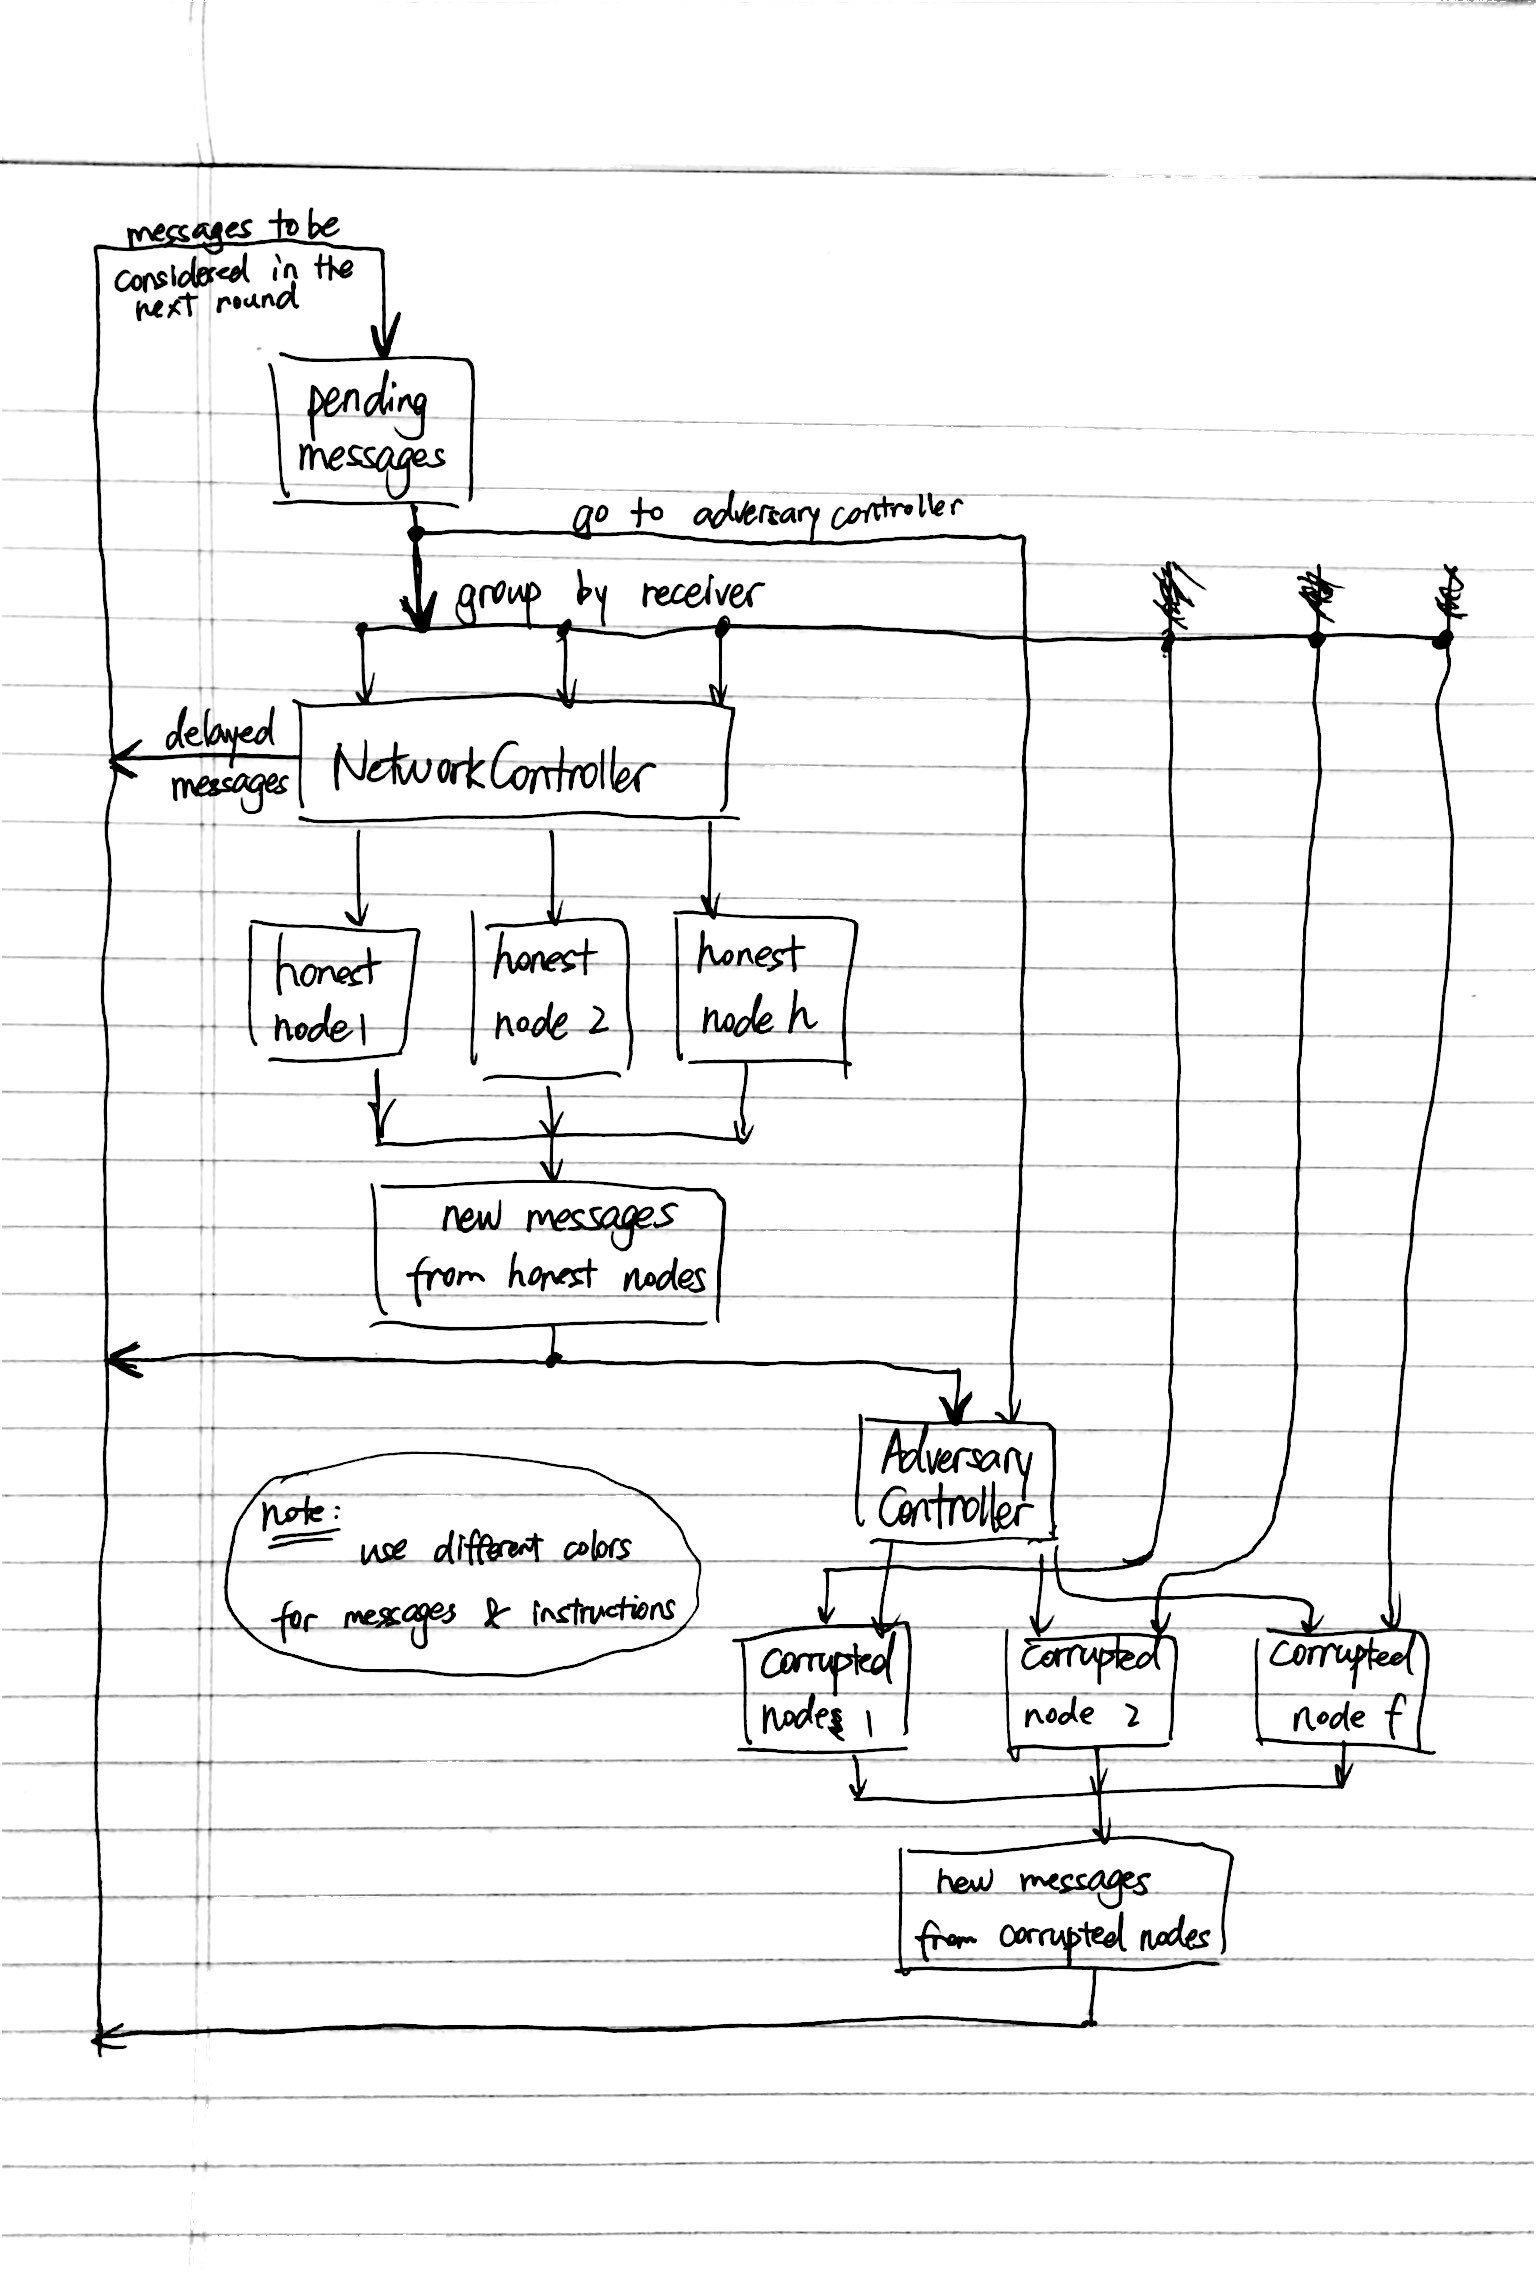 messages to be
considered in the
next round
pending
messages
go to adversary controller
group by receiver
delayed
messages
NetworkController
honest
node 1
honest
node 2
honest
node h
new messages
from honest nodes
Adversary
Controller
note:
use different colors
for messages & instructions
Corrupted
nodes 1
Corrupted
node 2
Corrupted
node f
new messages
from corrupted nodes